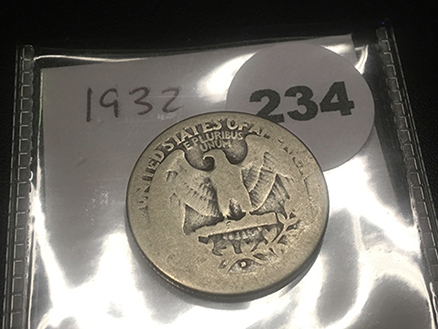 1932
234
UNITED STATES OF AMERICA
E PLURIBUS
UNUM
D